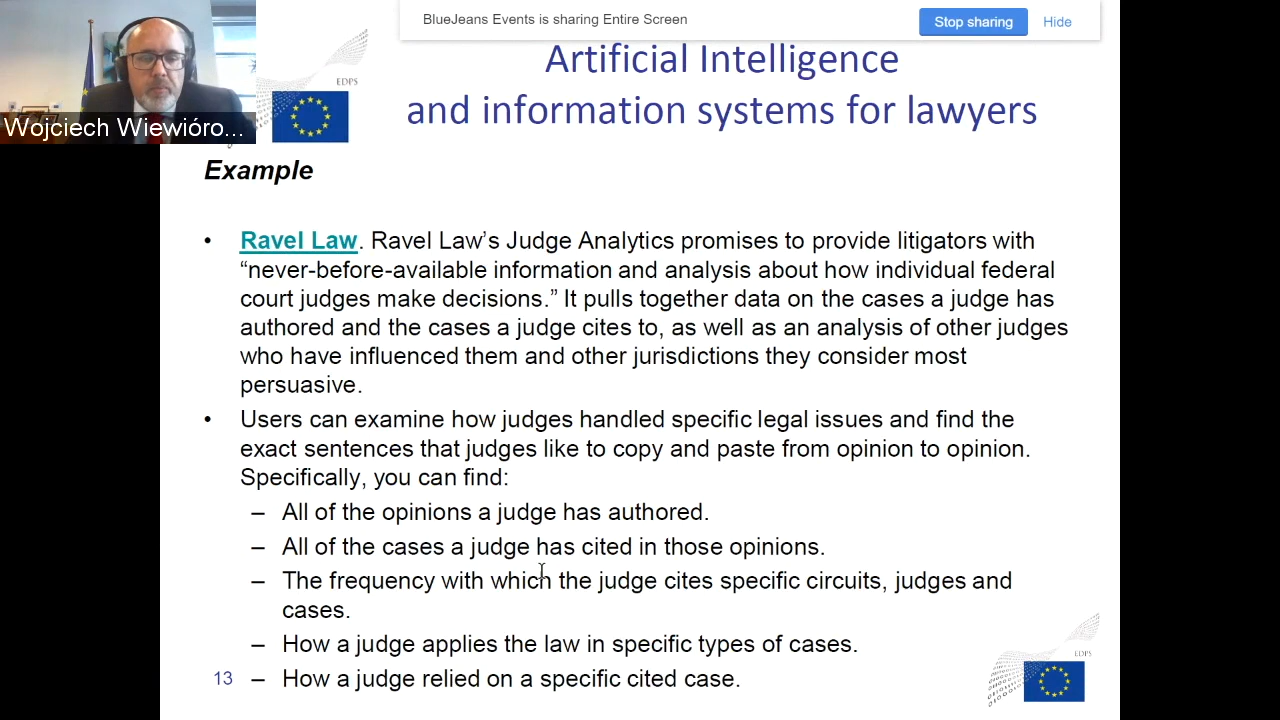 BlueJeans Events is sharing Entire Screen
Stop sharing
Hide
Artificial Intelligence
and information systems for lawyers
EDPS
Wojciech Wiewióro...
Example
• Ravel Law. Ravel Law’s Judge Analytics promises to provide litigators with
“never-before-available information and analysis about how individual federal
court judges make decisions.” It pulls together data on the cases a judge has
authored and the cases a judge cites to, as well as an analysis of other judges
who have influenced them and other jurisdictions they consider most
persuasive.
• Users can examine how judges handled specific legal issues and find the
exact sentences that judges like to copy and paste from opinion to opinion.
Specifically, you can find:
– All of the opinions a judge has authored.
– All of the cases a judge has cited in those opinions.
– The frequency with which the judge cites specific circuits, judges and
cases.
– How a judge applies the law in specific types of cases.
– How a judge relied on a specific cited case.
13
EDPS